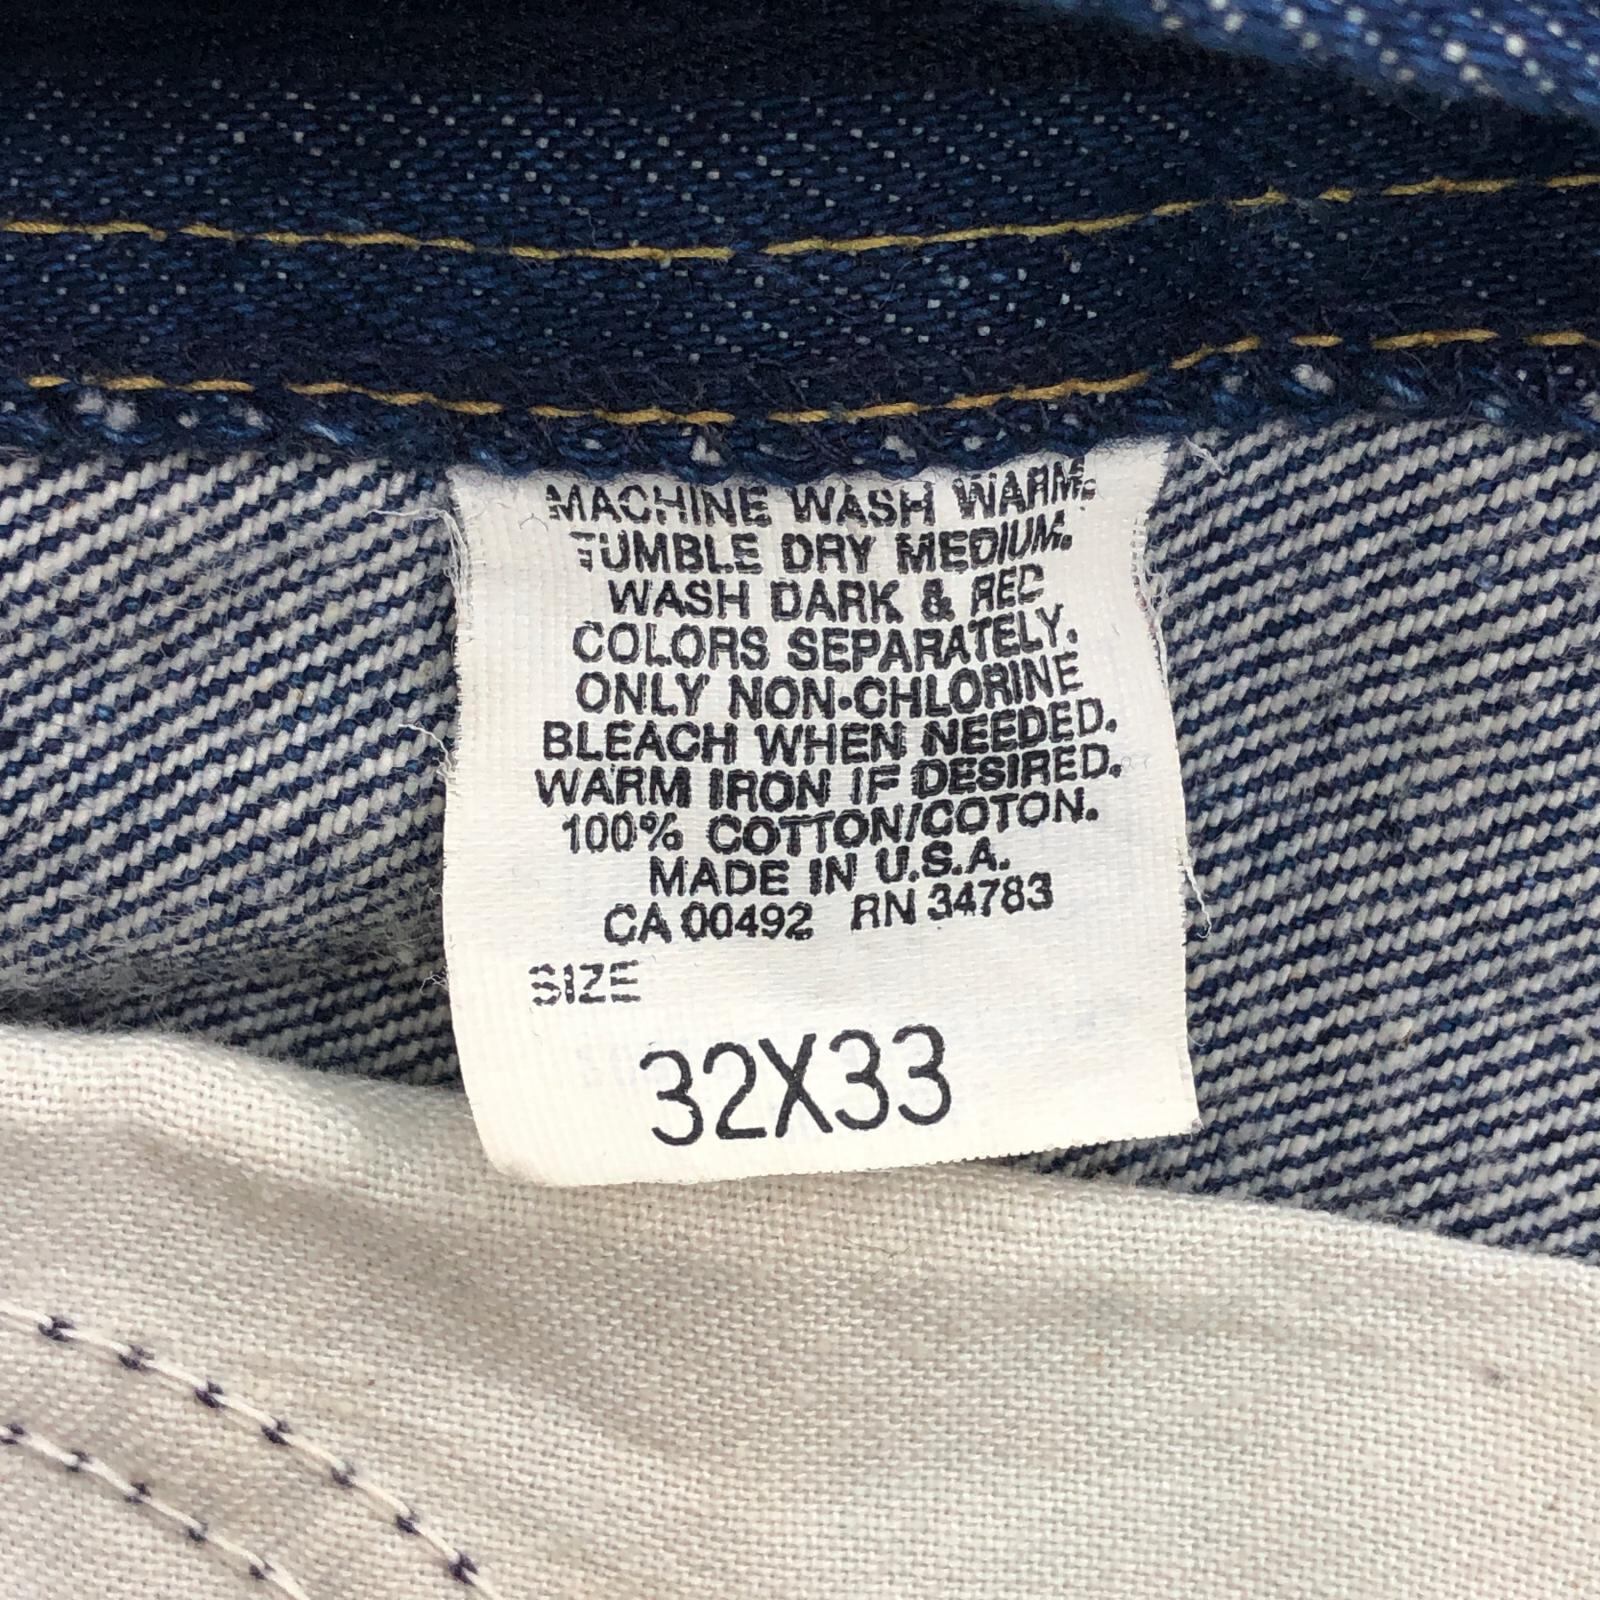 MACHINE WASH WARM.
TUMBLE DRY MEDIUM.
WASH DARK & RED
COLORS SEPARATELY.
ONLY NON-CHLORINE
BLEACH WHEN NEEDED.
WARM IRON IF DESIRED.
100% COTTON/COTON.
MADE IN U.S.A.
CA 00492 RN 34783
SIZE
32X33